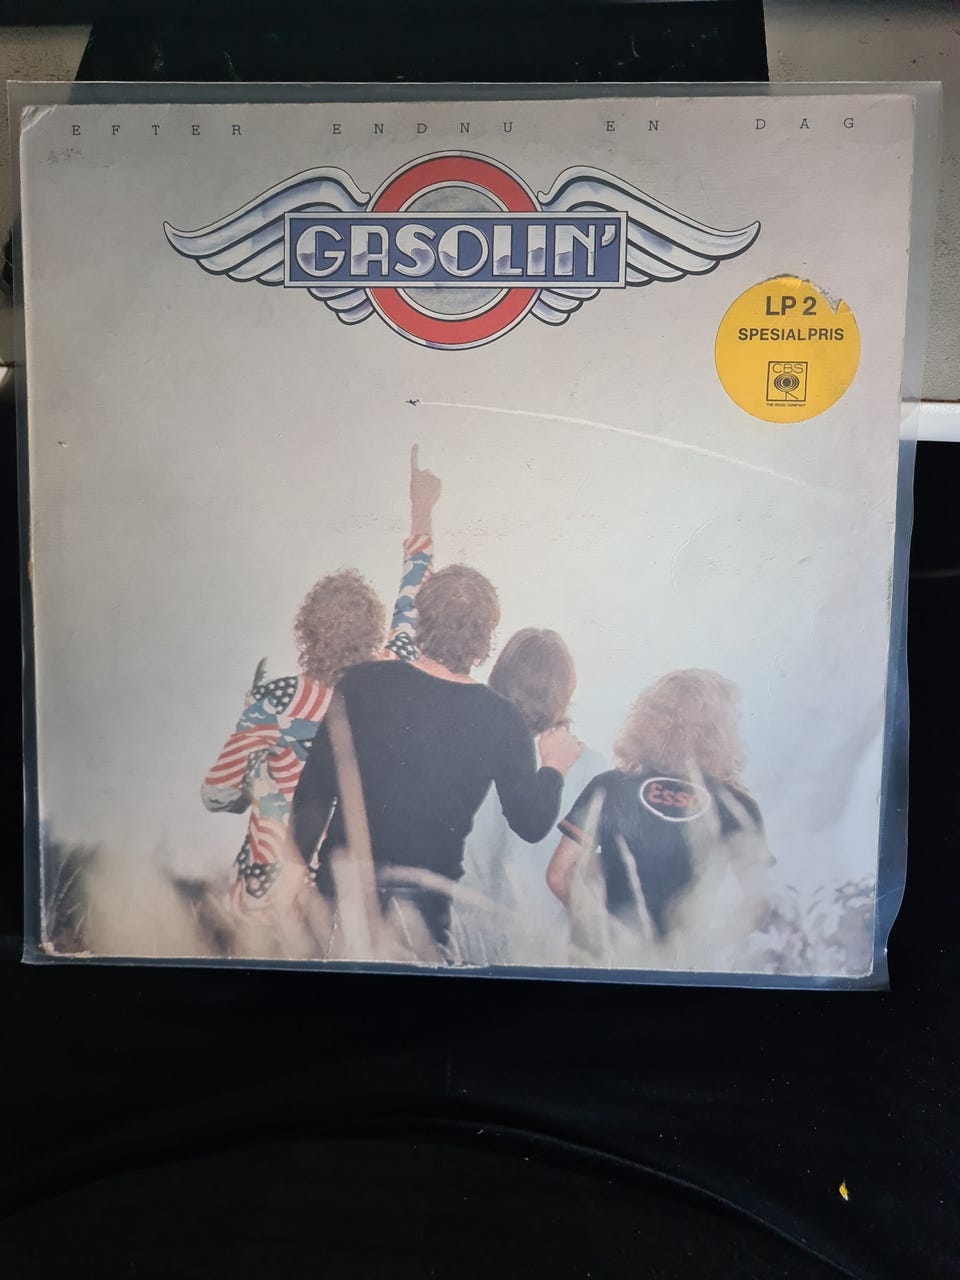 EFTER ENDNU EN DAG
GASOLIN'
LP 2
SPESIALPRIS
CBS
THE MUSIC COMPANY
Esso